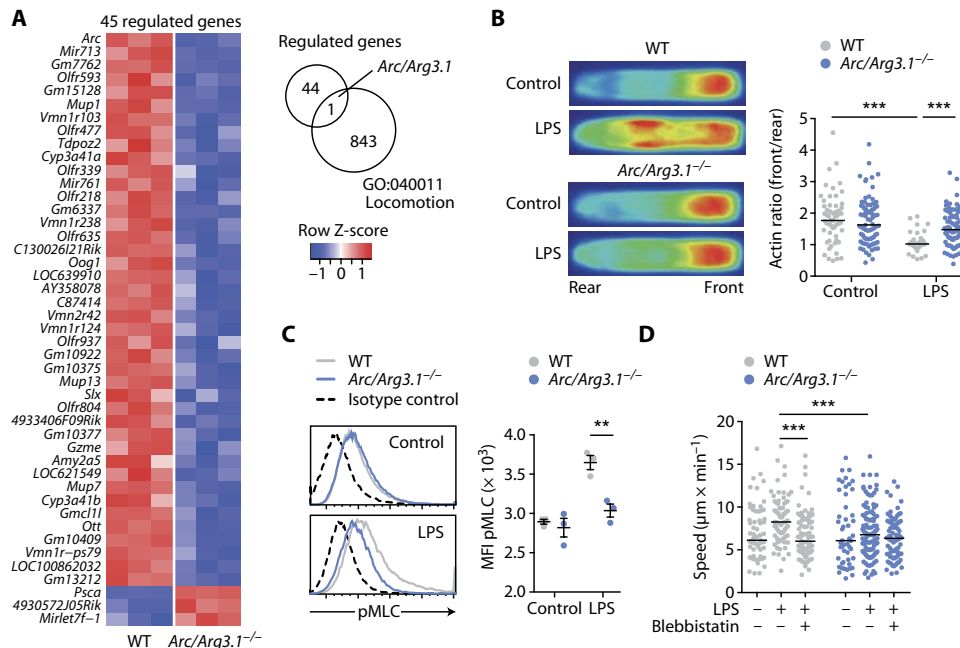 A
45 regulated genes
Arc
Mir713
Gm7762
Olfr593
Gm15128
Mup1
Vmn1r103
Olfr477
Tdpoz2
Cyp3a41a
Olfr339
Mir761
Olfr218
Gm6337
Vmn1r238
Olfr635
C130026I21Rik
Oog1
LOC639910
AY358078
C87414
Vmn2r42
Vmn1r124
Olfr937
Gm10922
Gm10375
Mup13
Slx
Olfr804
4933406F09Rik
Gm10377
Gzme
Amy2a5
LOC621549
Mup7
Cyp3a41b
Gmcl1l
Ott
Gm10409
Vmn1r−ps79
LOC100862032
Gm13212
Psca
4930572J05Rik
Mirlet7f−1
WT Arc/Arg3.1−/−
Regulated genes
Arc/Arg3.1
44
1
843
GO:040011
Locomotion
Row Z-score
−1 0 1
B
WT
Control
LPS
Arc/Arg3.1−/−
Control
LPS
Rear Front
WT
Arc/Arg3.1−/−
*** ***
Actin ratio (front/rear)
5
4
3
2
1
0
Control LPS
C
WT
Arc/Arg3.1−/−
Isotype control
Control
LPS
pMLC
WT
Arc/Arg3.1−/−
**
MFI pMLC (× 10³)
4.0
3.5
3.0
2.5
2.0
Control LPS
D
WT
Arc/Arg3.1−/−
***
***
Speed (µm × min−1)
20
15
10
5
0
LPS − + + − + +
Blebbistatin − − + − − +